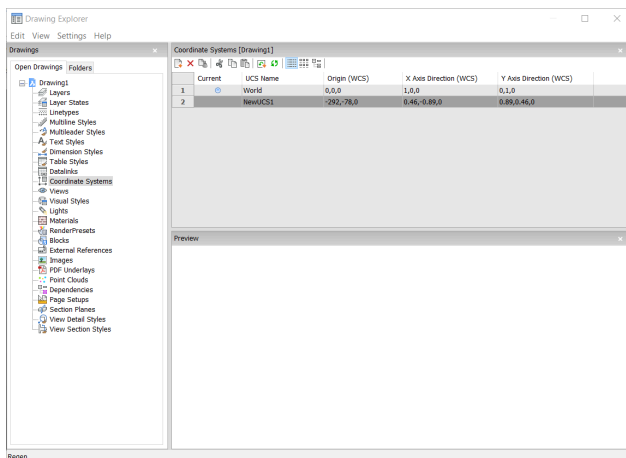 Drawing Explorer
Edit View Settings Help
Drawings
Open Drawings Folders
Drawing1
Layers
Layer States
Linetypes
Multiline Styles
Multileader Styles
Text Styles
Dimension Styles
Table Styles
Datalinks
Coordinate Systems
Views
Visual Styles
Lights
Materials
RenderPresets
Blocks
External References
Images
PDF Underlays
Point Clouds
Dependencies
Page Setups
Section Planes
View Detail Styles
View Section Styles
Coordinate Systems [Drawing1]
Current UCS Name Origin (WCS) X Axis Direction (WCS) Y Axis Direction (WCS)
1 World 0,0,0 1,0,0 0,1,0
2 NewUCS1 -292,-78,0 0.46,-0.89,0 0.89,0.46,0
Preview
Regen